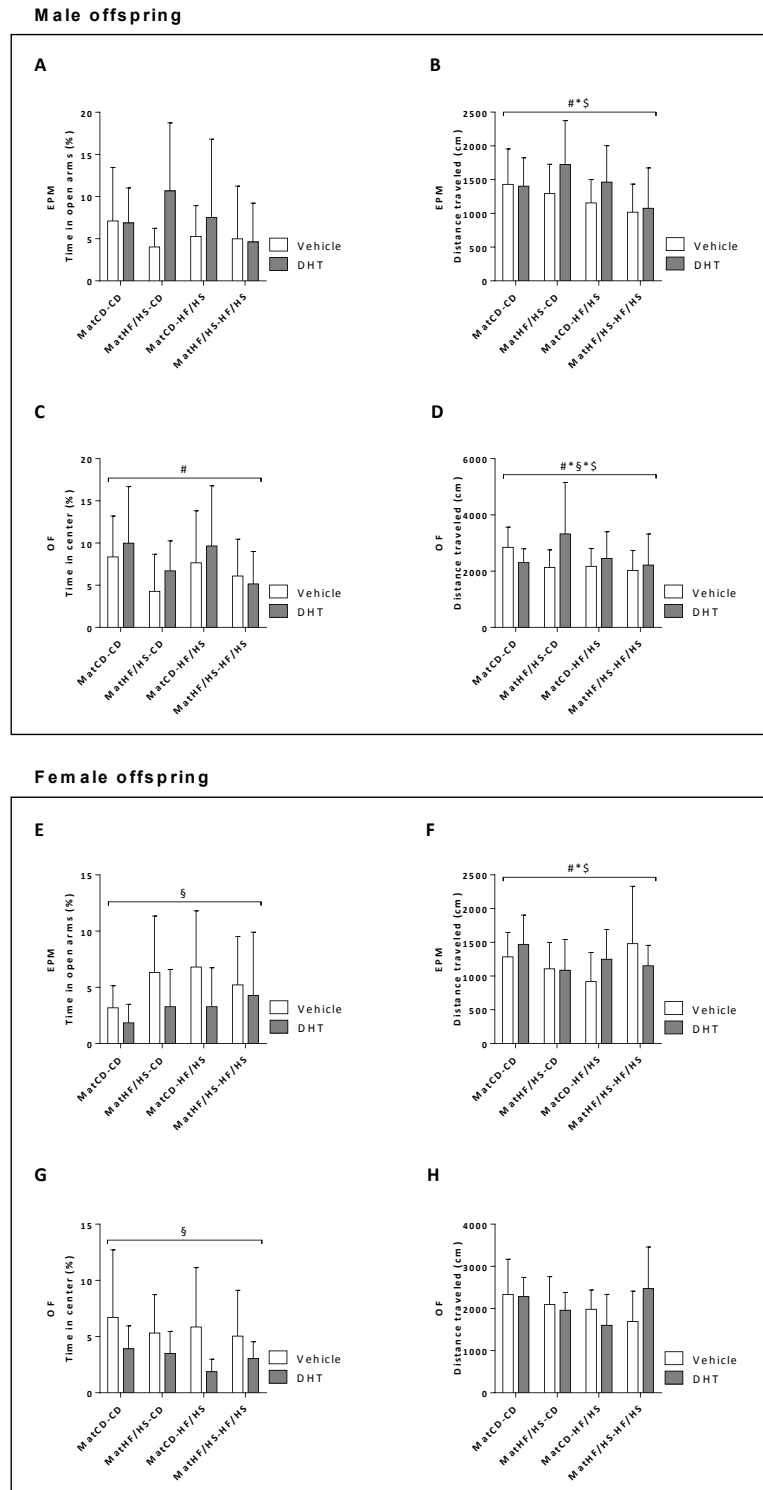 Male offspring
A
EPM
Time in open arms (%)
20
15
10
5
0
MatCD-CD
MatHF/HS-CD
MatCD-HF/HS
MatHF/HS-HF/HS
Vehicle
DHT
B
#*$
EPM
Distance traveled (cm)
2500
2000
1500
1000
500
0
MatCD-CD
MatHF/HS-CD
MatCD-HF/HS
MatHF/HS-HF/HS
Vehicle
DHT
C
#
OF
Time in center (%)
20
15
10
5
0
MatCD-CD
MatHF/HS-CD
MatCD-HF/HS
MatHF/HS-HF/HS
Vehicle
DHT
D
#*§*$
OF
Distance traveled (cm)
6000
4000
2000
0
MatCD-CD
MatHF/HS-CD
MatCD-HF/HS
MatHF/HS-HF/HS
Vehicle
DHT
Female offspring
E
§
EPM
Time in open arms (%)
15
10
5
0
MatCD-CD
MatHF/HS-CD
MatCD-HF/HS
MatHF/HS-HF/HS
Vehicle
DHT
F
#*$
EPM
Distance traveled (cm)
2500
2000
1500
1000
500
0
MatCD-CD
MatHF/HS-CD
MatCD-HF/HS
MatHF/HS-HF/HS
Vehicle
DHT
G
§
OF
Time in center (%)
15
10
5
0
MatCD-CD
MatHF/HS-CD
MatCD-HF/HS
MatHF/HS-HF/HS
Vehicle
DHT
H
OF
Distance traveled (cm)
4000
3000
2000
1000
0
MatCD-CD
MatHF/HS-CD
MatCD-HF/HS
MatHF/HS-HF/HS
Vehicle
DHT